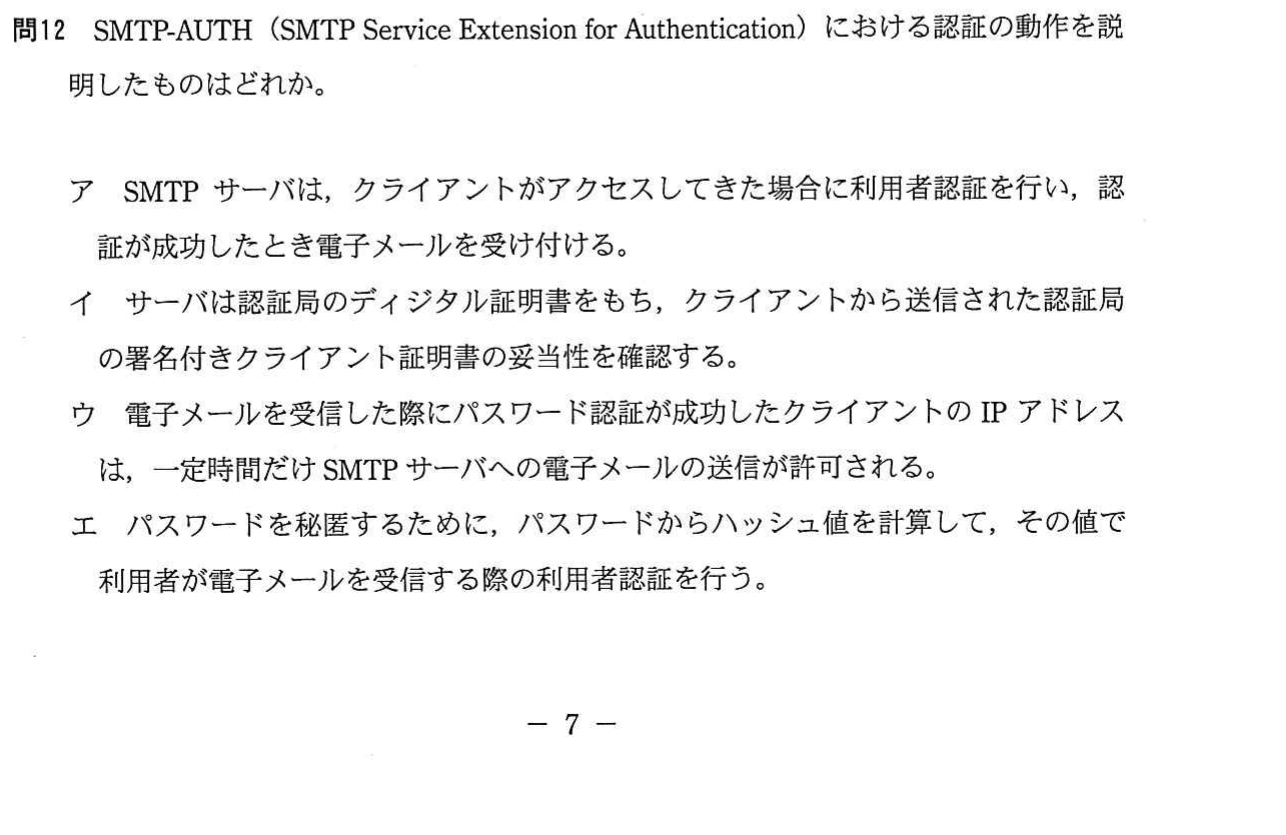 問12 SMTP-AUTH（SMTP Service Extension for Authentication）における認証の動作を説
明したものはどれか。
ア SMTP サーバは，クライアントがアクセスしてきた場合に利用者認証を行い，認
証が成功したとき電子メールを受け付ける。
イ サーバは認証局のディジタル証明書をもち，クライアントから送信された認証局
の署名付きクライアント証明書の妥当性を確認する。
ウ 電子メールを受信した際にパスワード認証が成功したクライアントの IP アドレス
は，一定時間だけ SMTP サーバへの電子メールの送信が許可される。
エ パスワードを秘匿するために，パスワードからハッシュ値を計算して，その値で
利用者が電子メールを受信する際の利用者認証を行う。
－ 7 －